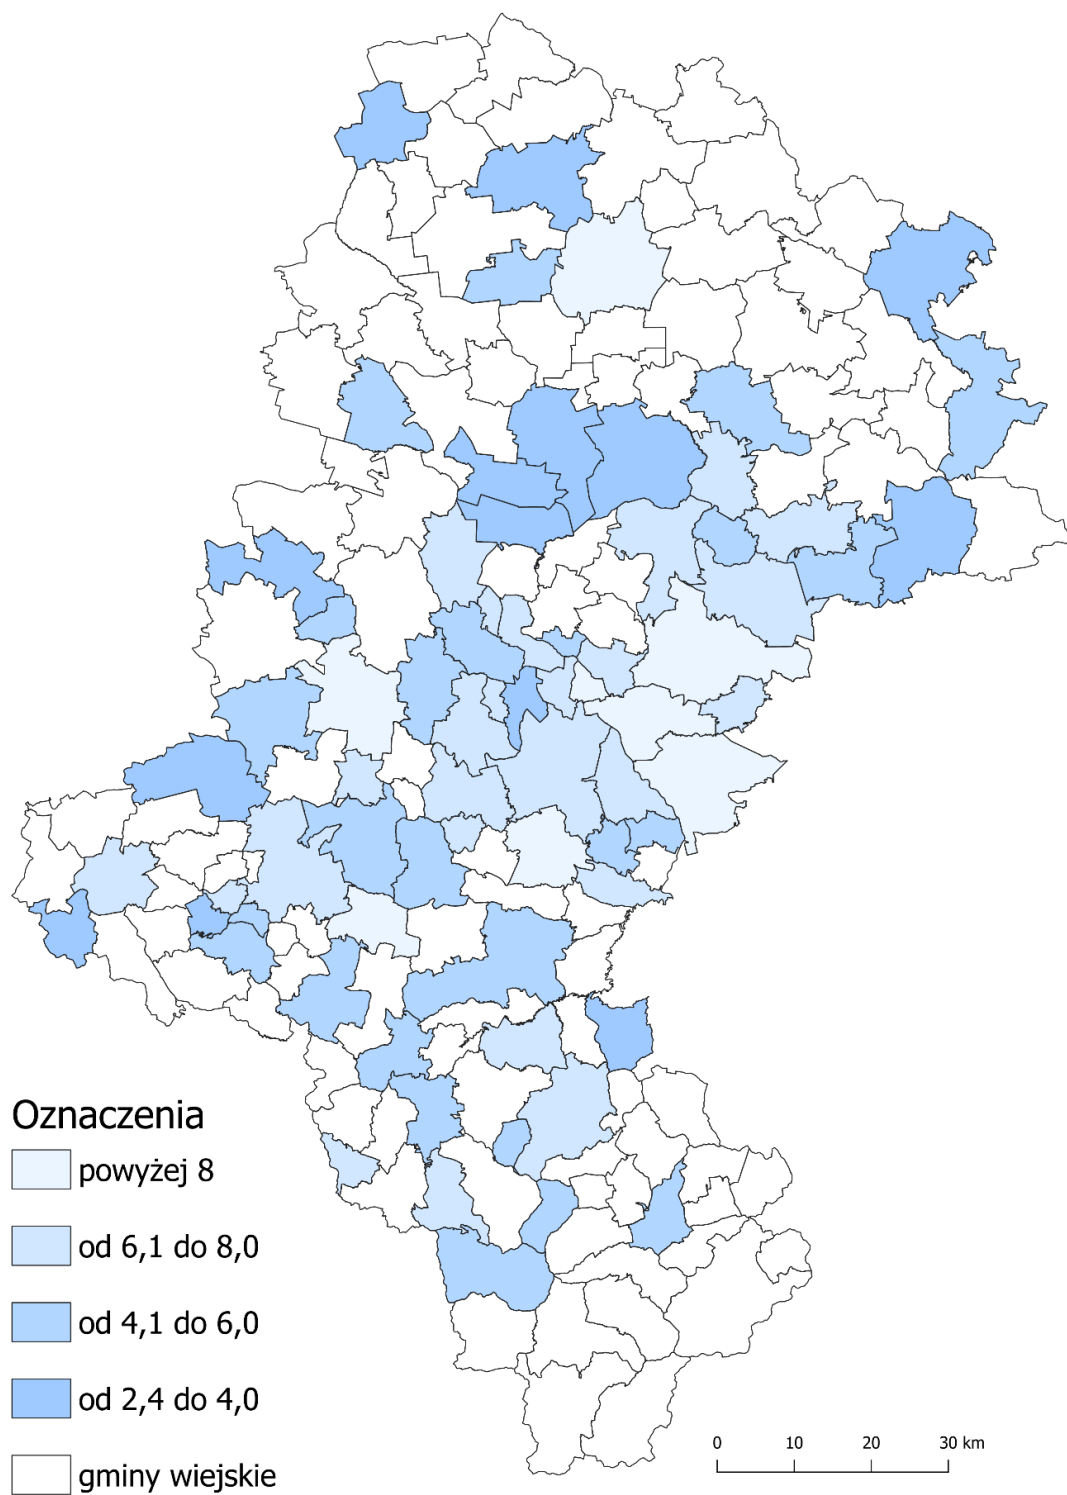 Oznaczenia
powyżej 8
od 6,1 do 8,0
od 4,1 do 6,0
od 2,4 do 4,0
gminy wiejskie
0 10 20 30 km